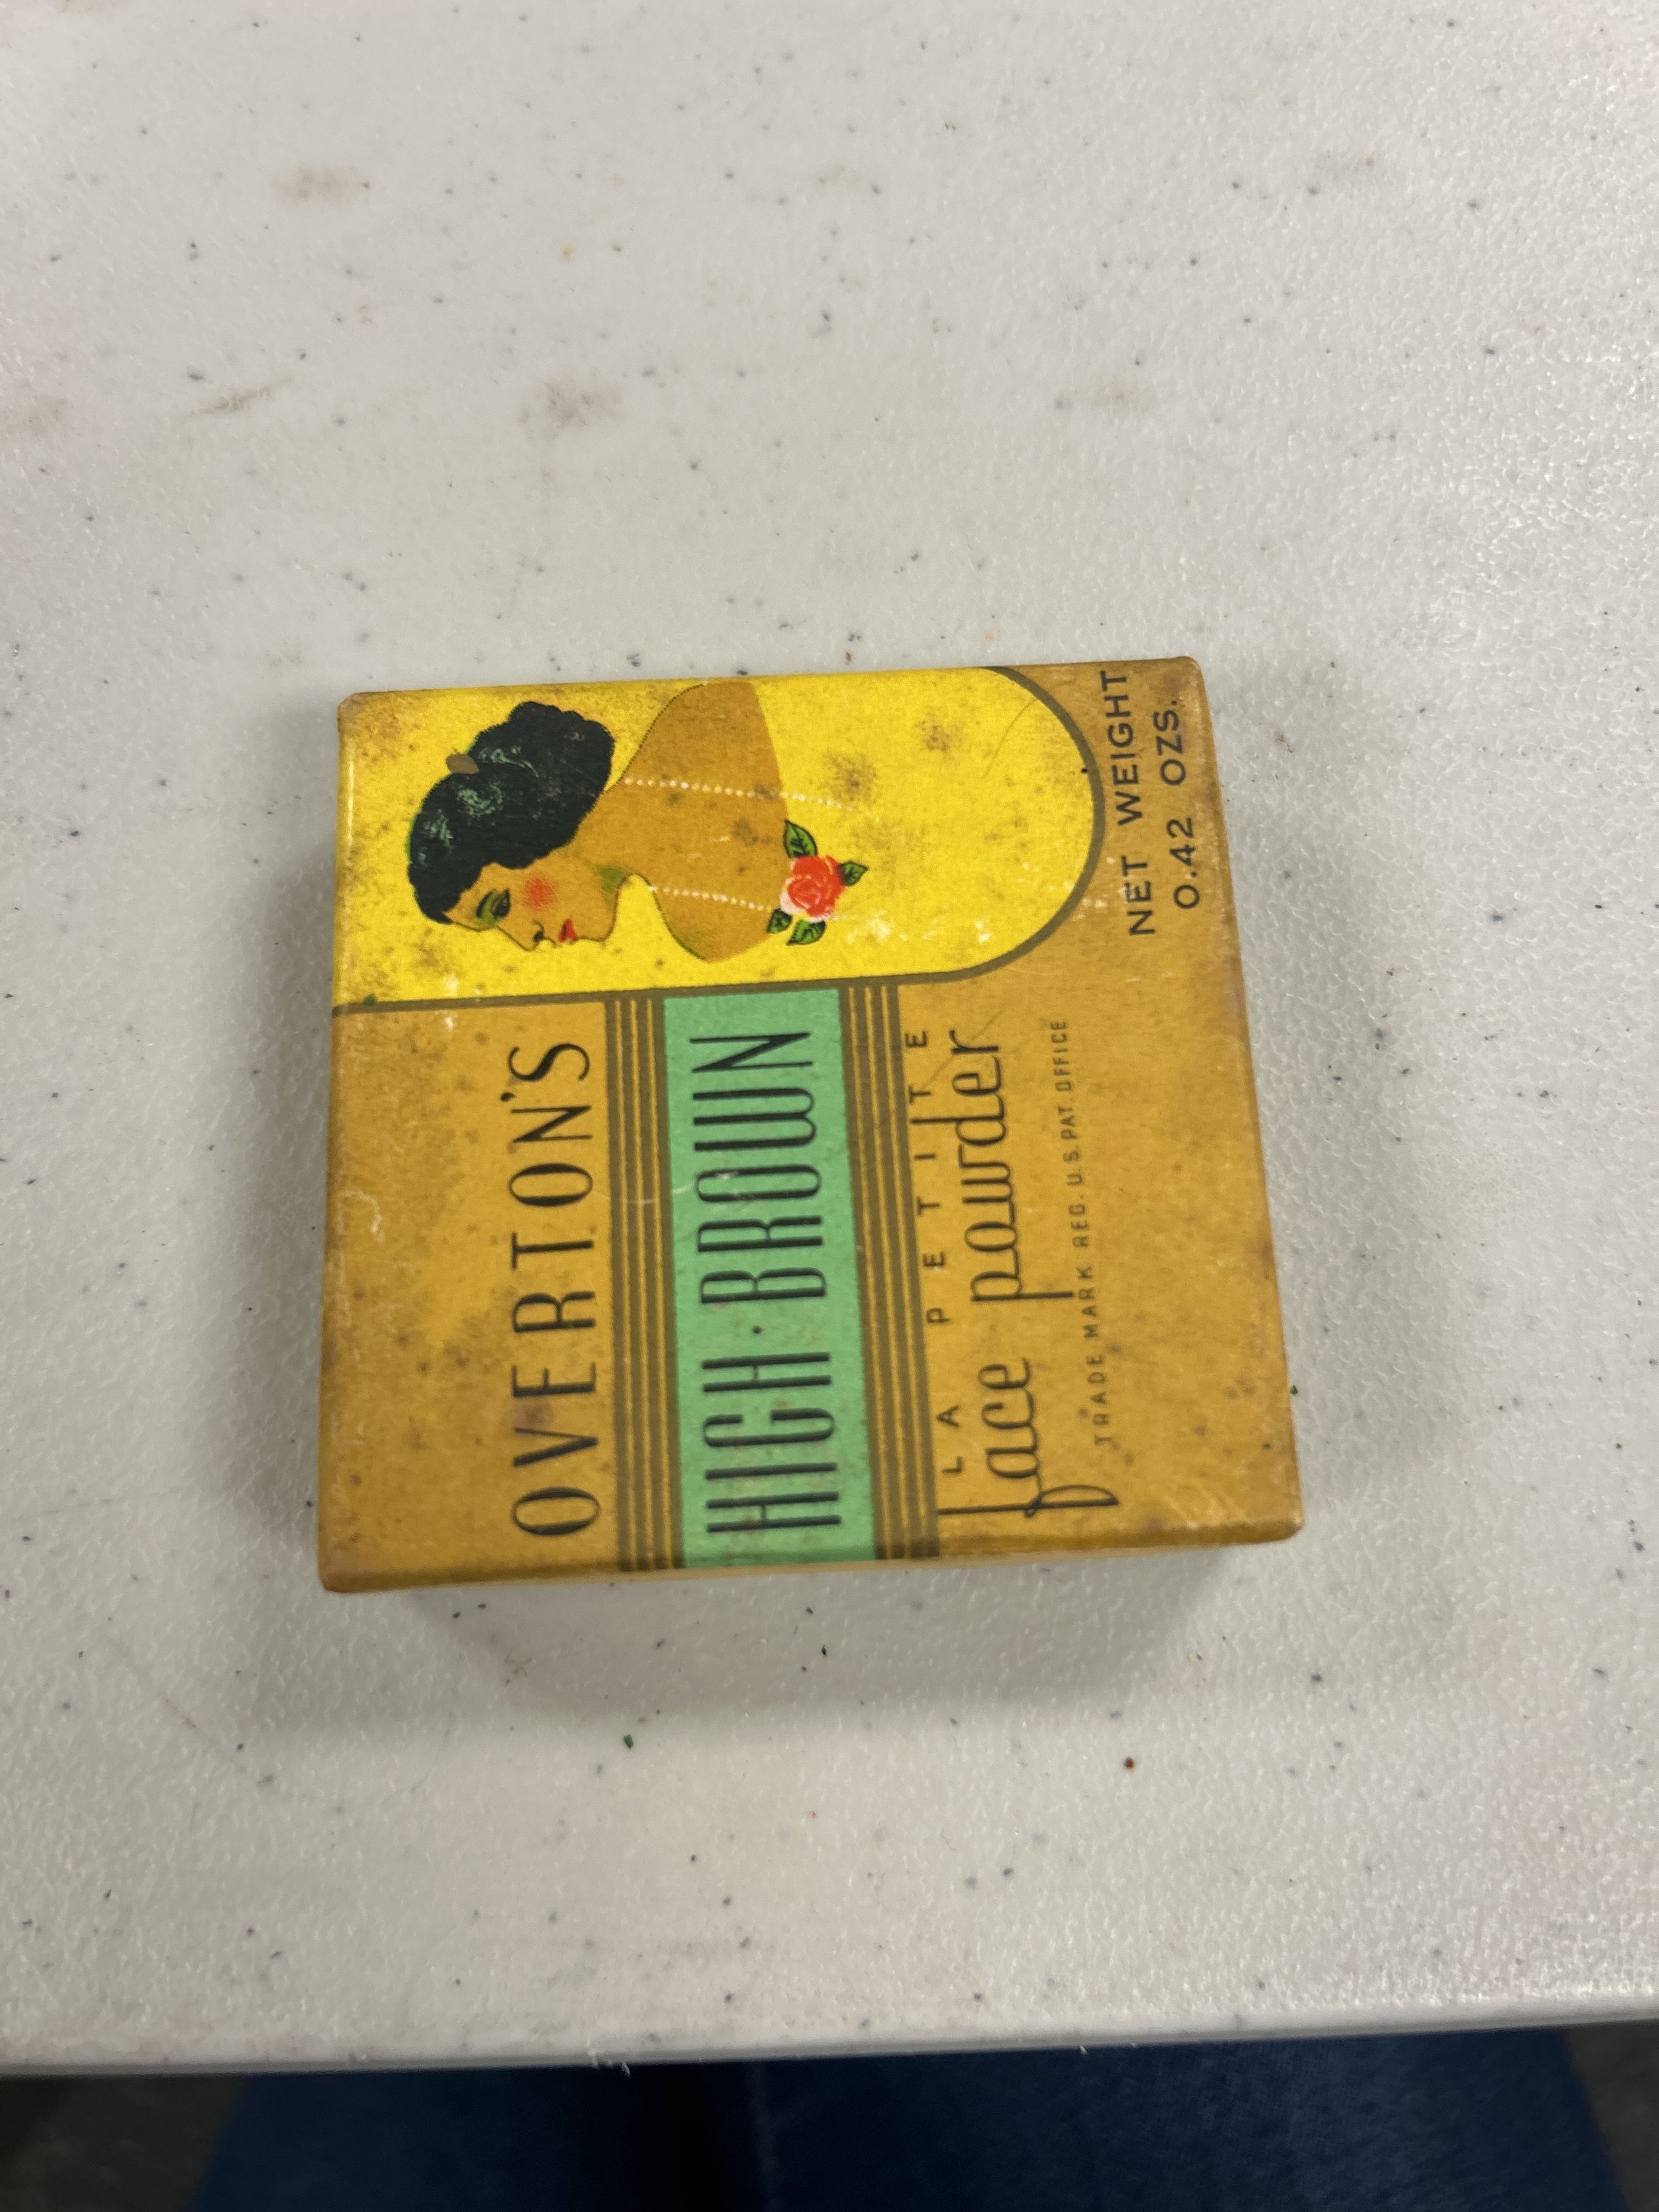 OVERTON'S
HIGH·BROWN
LA PETITE
face powder
TRADE MARK REG. U.S. PAT. OFFICE
NET WEIGHT
0.42 OZS.